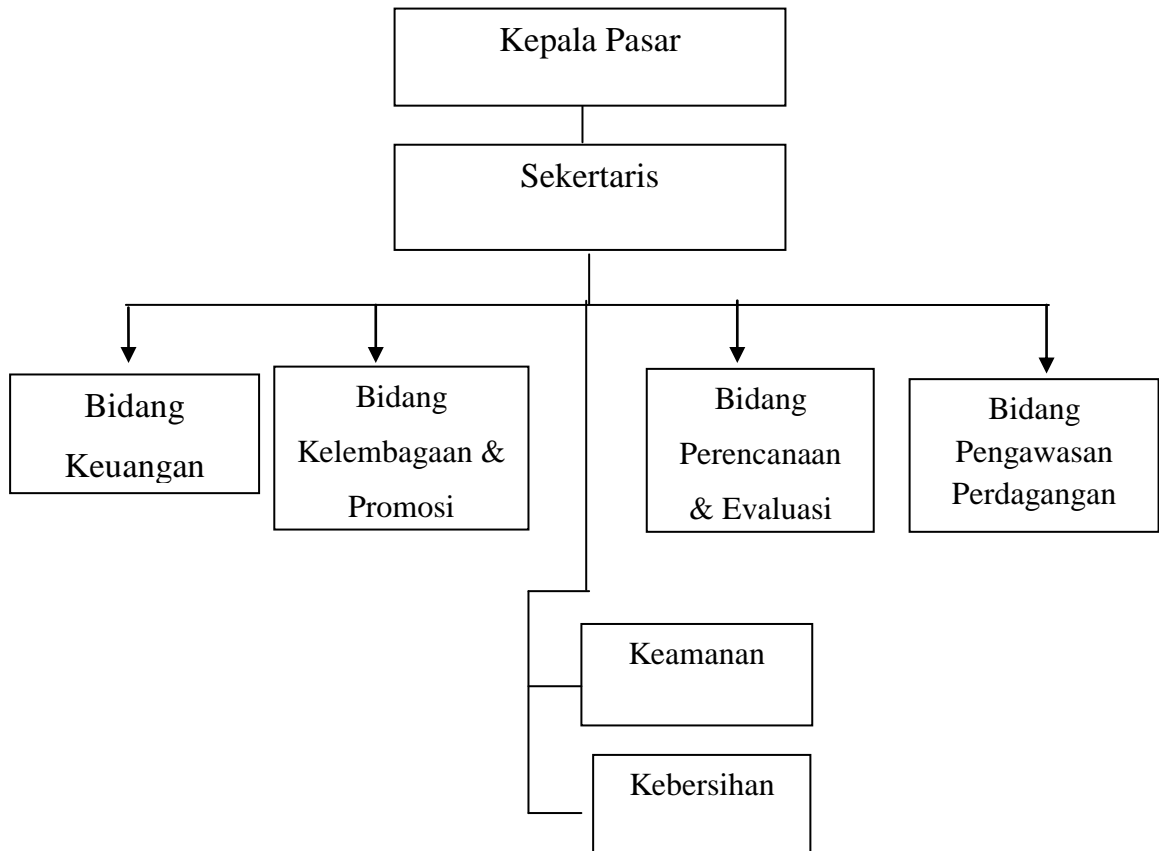 Kepala Pasar
Sekertaris
Bidang
Keuangan
Bidang
Kelembagaan &
Promosi
Bidang
Perencanaan
& Evaluasi
Bidang
Pengawasan
Perdagangan
Keamanan
Kebersihan